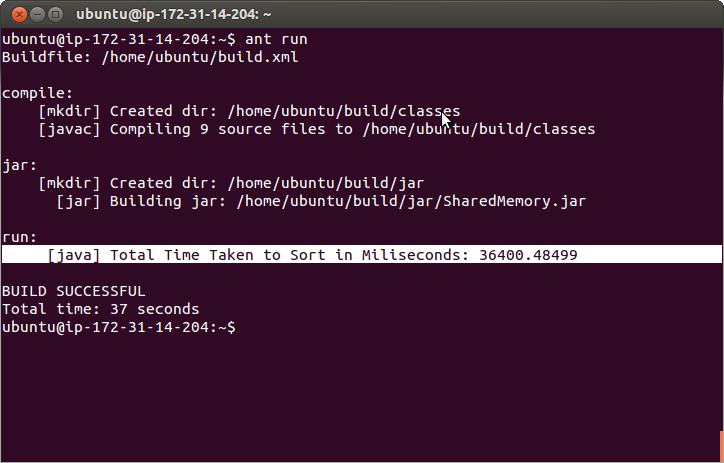 ubuntu@ip-172-31-14-204: ~
ubuntu@ip-172-31-14-204:~$ ant run
Buildfile: /home/ubuntu/build.xml
compile:
[mkdir] Created dir: /home/ubuntu/build/classes
[javac] Compiling 9 source files to /home/ubuntu/build/classes
jar:
[mkdir] Created dir: /home/ubuntu/build/jar
[jar] Building jar: /home/ubuntu/build/jar/SharedMemory.jar
run:
[java] Total Time Taken to Sort in Miliseconds: 36400.48499
BUILD SUCCESSFUL
Total time: 37 seconds
ubuntu@ip-172-31-14-204:~$